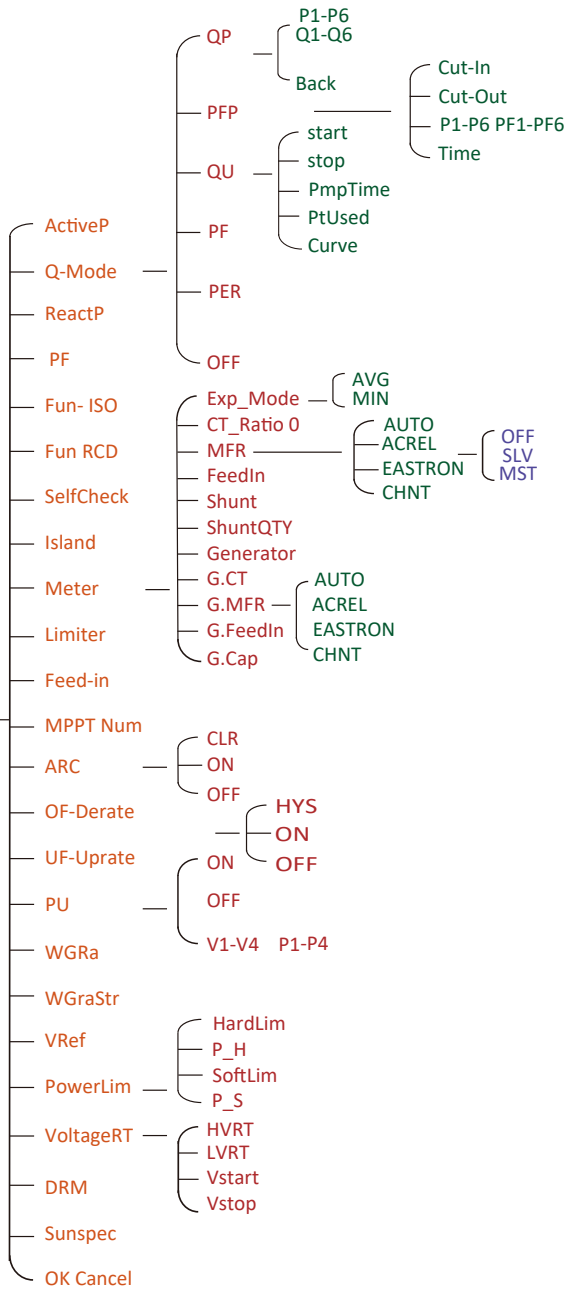 P1-P6
Q1-Q6
Back
QP
PFP
QU
PF
PER
OFF
Cut-In
Cut-Out
P1-P6 PF1-PF6
Time
start
stop
PmpTime
PtUsed
Curve
ActiveP
Q-Mode
ReactP
PF
Fun- ISO
Fun RCD
SelfCheck
Island
Meter
Limiter
Feed-in
MPPT Num
ARC
OF-Derate
UF-Uprate
PU
WGRa
WGraStr
VRef
PowerLim
VoltageRT
DRM
Sunspec
OK Cancel
Exp_Mode
CT_Ratio 0
MFR
FeedIn
Shunt
ShuntQTY
Generator
G.CT
G.MFR
G.FeedIn
G.Cap
AVG
MIN
AUTO
ACREL
EASTRON
CHNT
OFF
SLV
MST
AUTO
ACREL
EASTRON
CHNT
CLR
ON
OFF
HYS
ON
OFF
ON
OFF
V1-V4 P1-P4
HardLim
P_H
SoftLim
P_S
HVRT
LVRT
Vstart
Vstop